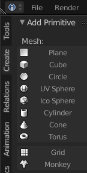 File Render
Tools
Create
Relations
Animation
Add Primitive
Mesh:
Plane
Cube
Circle
UV Sphere
Ico Sphere
Cylinder
Cone
Torus
Grid
Monkey